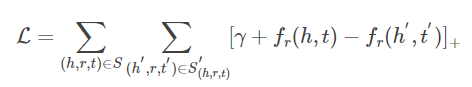 ℒ = ∑_{(h,r,t)∈S} ∑_{(h′,r,t′)∈S′_{(h,r,t)}} [γ + f_r(h,t) − f_r(h′,t′)]_+